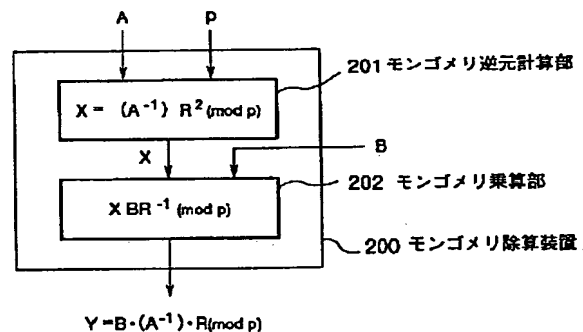 A p
201 モンゴメリ逆元計算部
X = (A⁻¹) R² (mod p)
X B
202 モンゴメリ乗算部
X BR⁻¹ (mod p)
200 モンゴメリ除算装置
Y=B・(A⁻¹)・R(mod p)